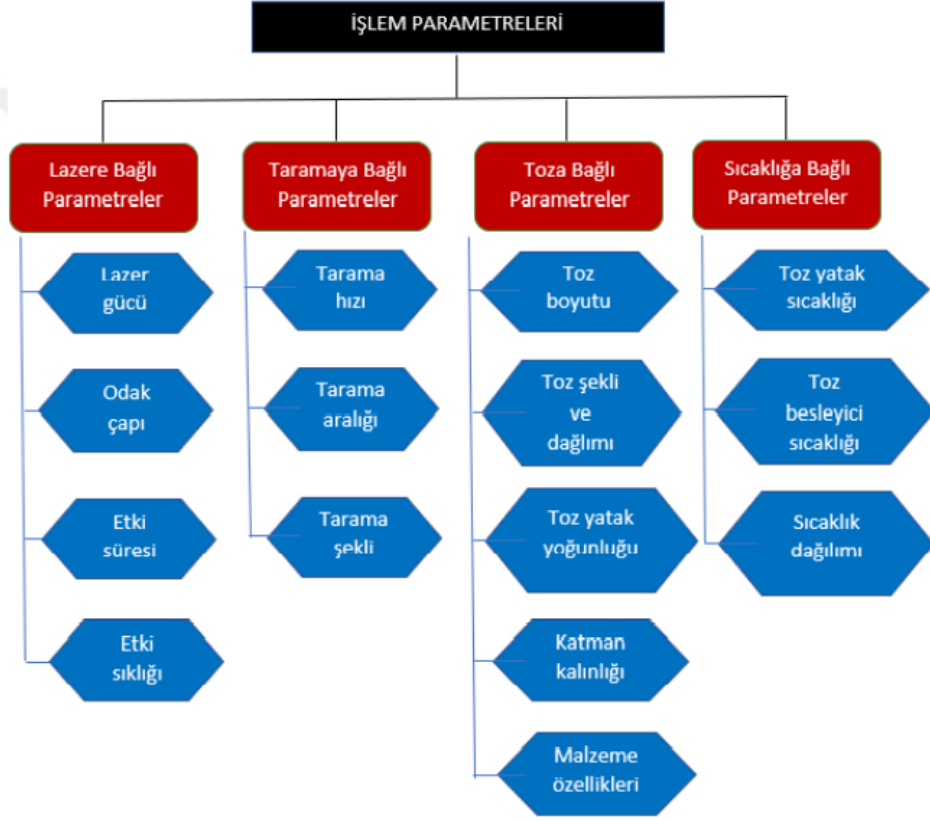 İŞLEM PARAMETRELERİ
Lazere Bağlı
Parametreler
Lazer
gücü
Odak
çapı
Etki
süresi
Etki
sıklığı
Taramaya Bağlı
Parametreler
Tarama
hızı
Tarama
aralığı
Tarama
şekli
Toza Bağlı
Parametreler
Toz
boyutu
Toz şekli
ve
dağlımı
Toz yatak
yoğunluğu
Katman
kalınlığı
Malzeme
özellikleri
Sıcaklığa Bağlı
Parametreler
Toz yatak
sıcaklığı
Toz
besleyici
sıcaklığı
Sıcaklık
dağılımı